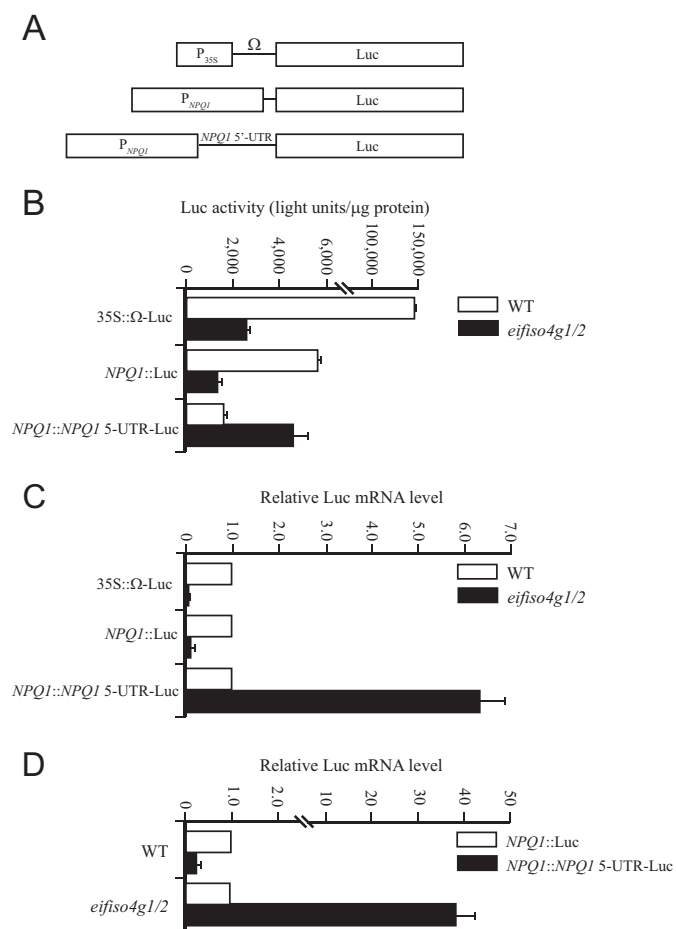 A
P35S
Ω
Luc
PNPQ1
Luc
PNPQ1
NPQ1 5'-UTR
Luc
B
Luc activity (light units/μg protein)
0
2,000
4,000
6,000
100,000
150,000
35S::Ω-Luc
NPQ1::Luc
NPQ1::NPQ1 5-UTR-Luc
WT
eifiso4g1/2
C
Relative Luc mRNA level
0
1.0
2.0
3.0
4.0
5.0
6.0
7.0
35S::Ω-Luc
NPQ1::Luc
NPQ1::NPQ1 5-UTR-Luc
WT
eifiso4g1/2
D
Relative Luc mRNA level
0
1.0
2.0
10
20
30
40
50
WT
eifiso4g1/2
NPQ1::Luc
NPQ1::NPQ1 5-UTR-Luc